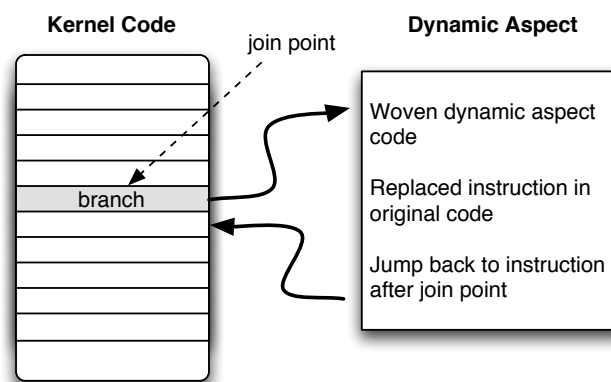 Kernel Code
Dynamic Aspect
join point
branch
Woven dynamic aspect
code
Replaced instruction in
original code
Jump back to instruction
after join point